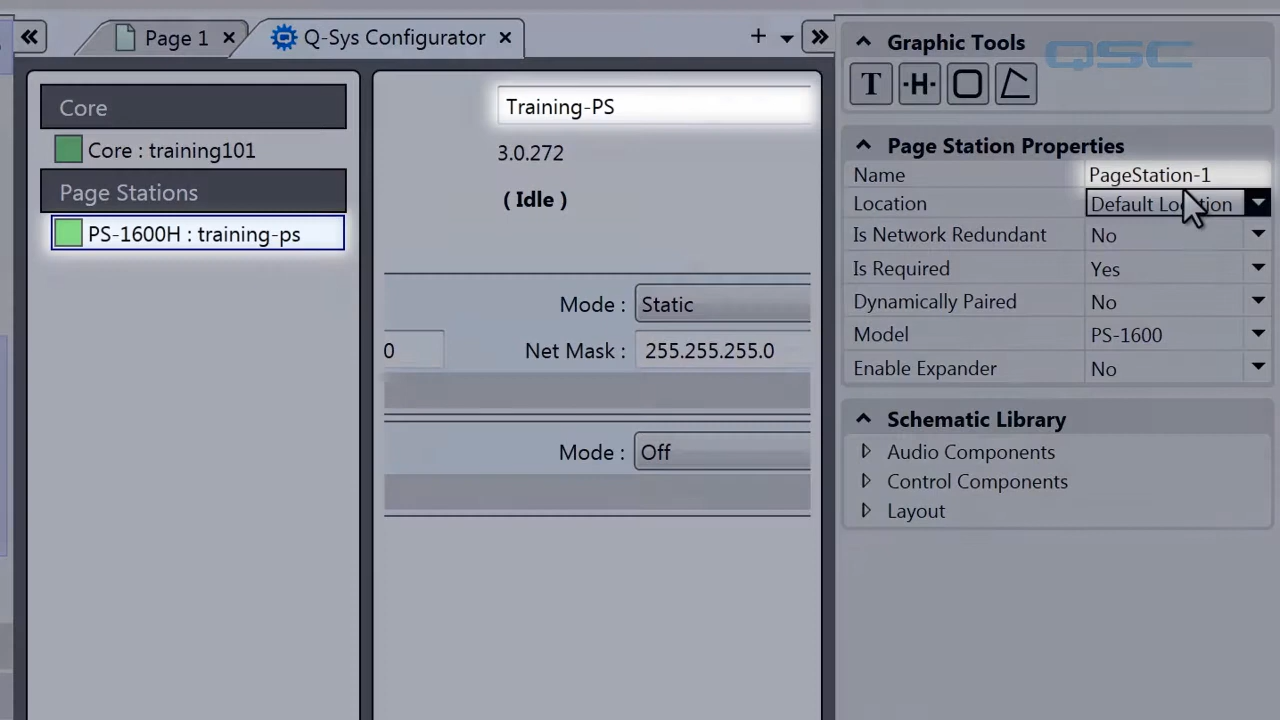 Page 1
Q-Sys Configurator
Core
Core : training101
Page Stations
PS-1600H : training-ps
Training-PS
3.0.272
( Idle )
Mode :
Static
0
Net Mask :
255.255.255.0
Mode :
Off
Graphic Tools
QSC
T
H
Page Station Properties
Name
PageStation-1
Location
Default Location
Is Network Redundant
No
Is Required
Yes
Dynamically Paired
No
Model
PS-1600
Enable Expander
No
Schematic Library
Audio Components
Control Components
Layout